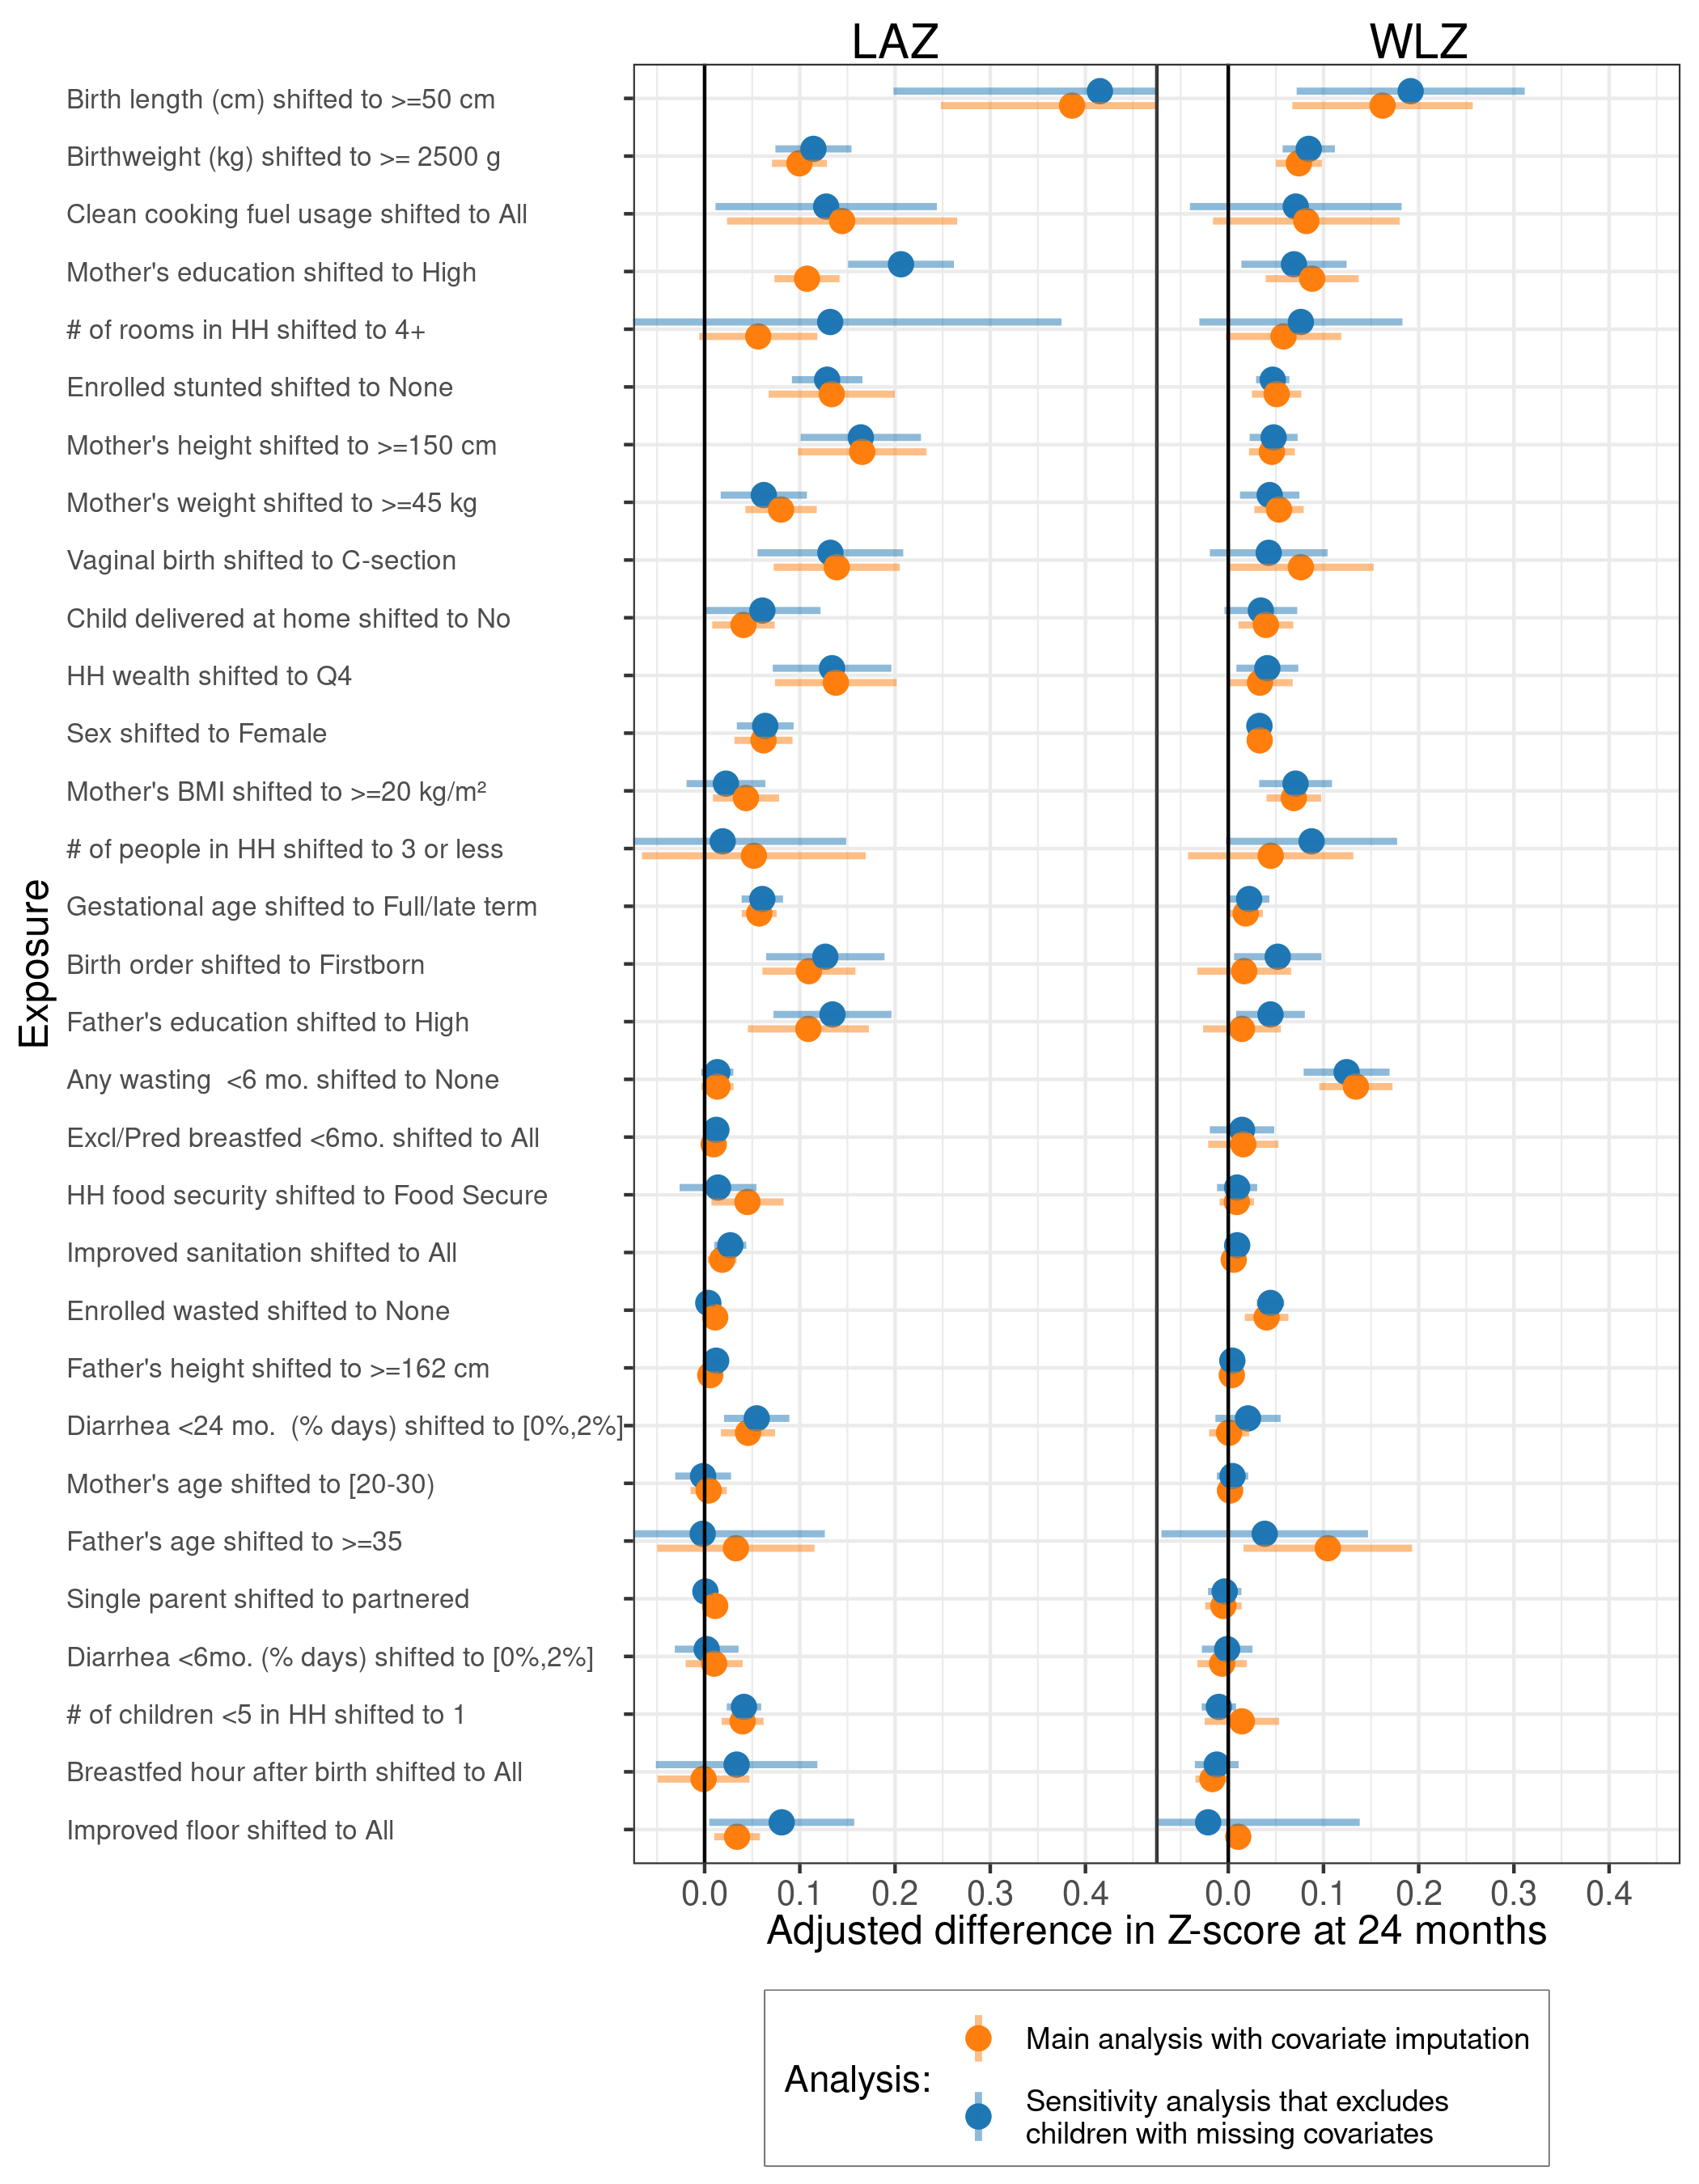 LAZ WLZ
Birth length (cm) shifted to >=50 cm
Birthweight (kg) shifted to >= 2500 g
Clean cooking fuel usage shifted to All
Mother's education shifted to High
# of rooms in HH shifted to 4+
Enrolled stunted shifted to None
Mother's height shifted to >=150 cm
Mother's weight shifted to >=45 kg
Vaginal birth shifted to C-section
Child delivered at home shifted to No
HH wealth shifted to Q4
Sex shifted to Female
Mother's BMI shifted to >=20 kg/m²
# of people in HH shifted to 3 or less
Gestational age shifted to Full/late term
Birth order shifted to Firstborn
Father's education shifted to High
Any wasting  <6 mo. shifted to None
Excl/Pred breastfed <6mo. shifted to All
HH food security shifted to Food Secure
Improved sanitation shifted to All
Enrolled wasted shifted to None
Father's height shifted to >=162 cm
Diarrhea <24 mo.  (% days) shifted to [0%,2%]
Mother's age shifted to [20-30)
Father's age shifted to >=35
Single parent shifted to partnered
Diarrhea <6mo. (% days) shifted to [0%,2%]
# of children <5 in HH shifted to 1
Breastfed hour after birth shifted to All
Improved floor shifted to All
Exposure
0.0 0.1 0.2 0.3 0.4 0.0 0.1 0.2 0.3 0.4
Adjusted difference in Z-score at 24 months
Analysis:
Main analysis with covariate imputation
Sensitivity analysis that excludes
children with missing covariates